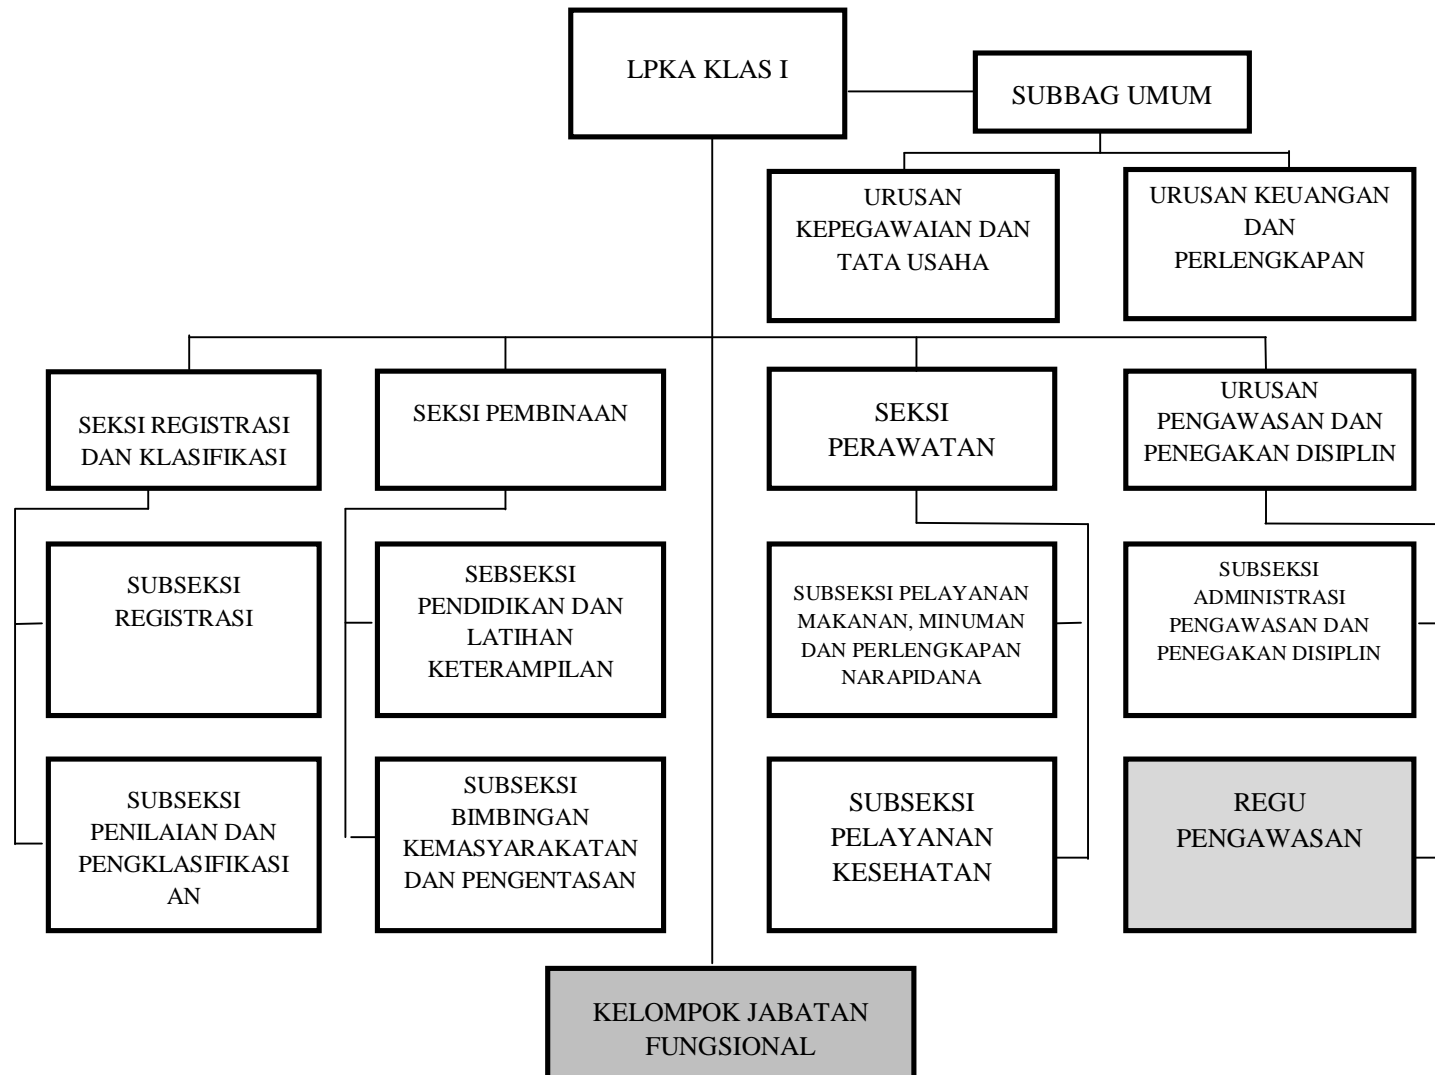 LPKA KLAS I
SUBBAG UMUM
URUSAN
KEPEGAWAIAN DAN
TATA USAHA
URUSAN KEUANGAN
DAN
PERLENGKAPAN
SEKSI REGISTRASI
DAN KLASIFIKASI
SEKSI PEMBINAAN
SEKSI
PERAWATAN
URUSAN
PENGAWASAN DAN
PENEGAKAN DISIPLIN
SUBSEKSI
REGISTRASI
SEBSEKSI
PENDIDIKAN DAN
LATIHAN
KETERAMPILAN
SUBSEKSI PELAYANAN
MAKANAN, MINUMAN
DAN PERLENGKAPAN
NARAPIDANA
SUBSEKSI
ADMINISTRASI
PENGAWASAN DAN
PENEGAKAN DISIPLIN
SUBSEKSI
PENILAIAN DAN
PENGKLASIFIKASI
AN
SUBSEKSI
BIMBINGAN
KEMASYARAKATAN
DAN PENGENTASAN
SUBSEKSI
PELAYANAN
KESEHATAN
REGU
PENGAWASAN
KELOMPOK JABATAN
FUNGSIONAL